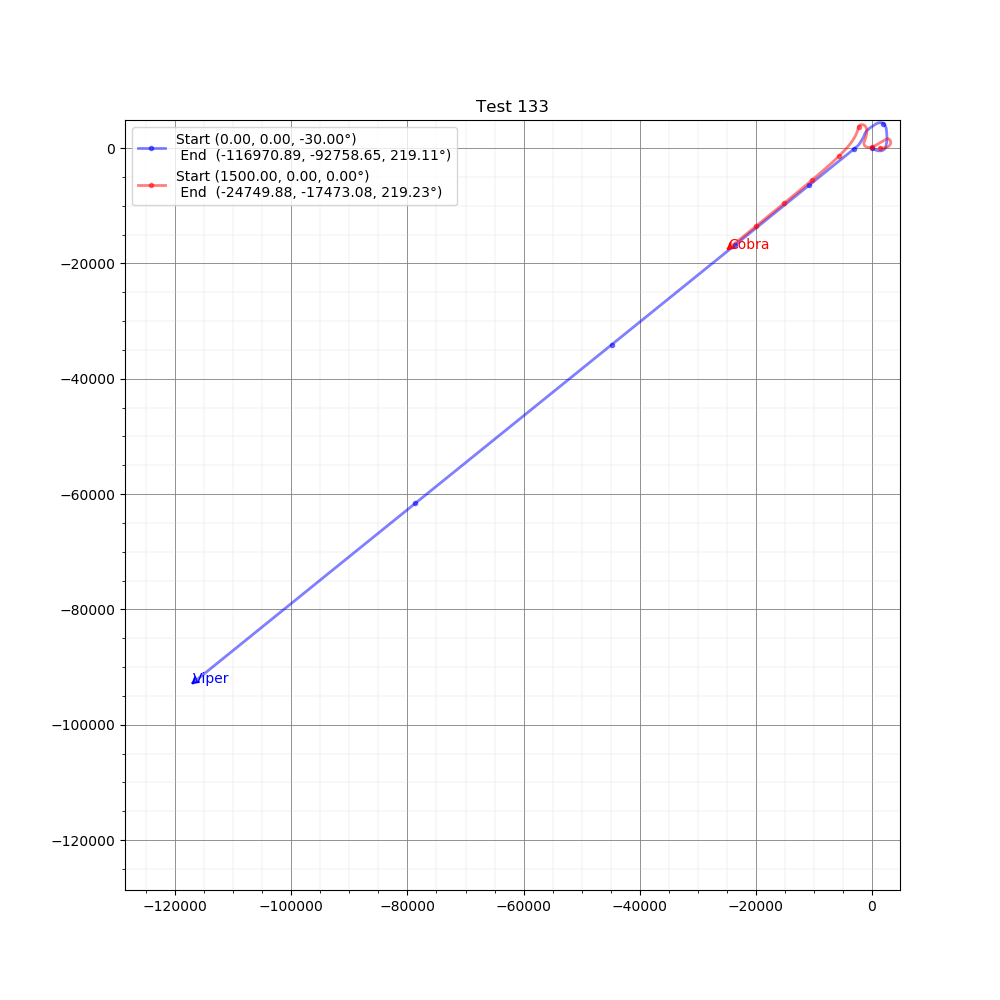 Test 133
Start (0.00, 0.00, -30.00°)
End (-116970.89, -92758.65, 219.11°)
Start (1500.00, 0.00, 0.00°)
End (-24749.88, -17473.08, 219.23°)
0
−20000
−40000
−60000
−80000
−100000
−120000
Cobra
Viper
−120000 −100000 −80000 −60000 −40000 −20000 0